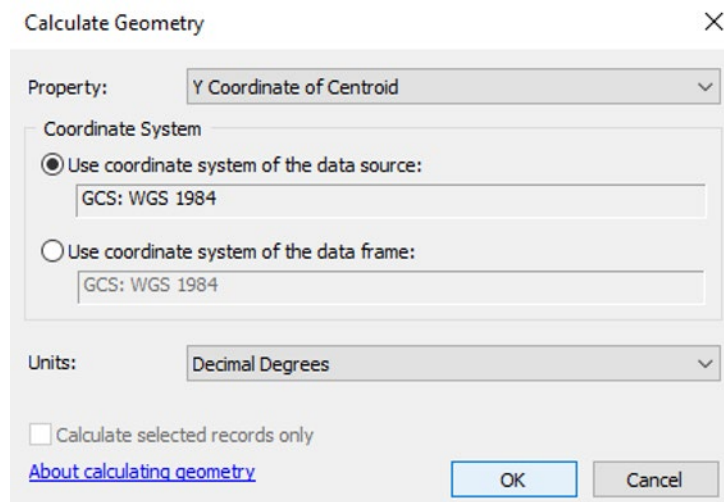 Calculate Geometry
Property: Y Coordinate of Centroid
Coordinate System
Use coordinate system of the data source:
GCS: WGS 1984
Use coordinate system of the data frame:
GCS: WGS 1984
Units: Decimal Degrees
Calculate selected records only
About calculating geometry OK Cancel